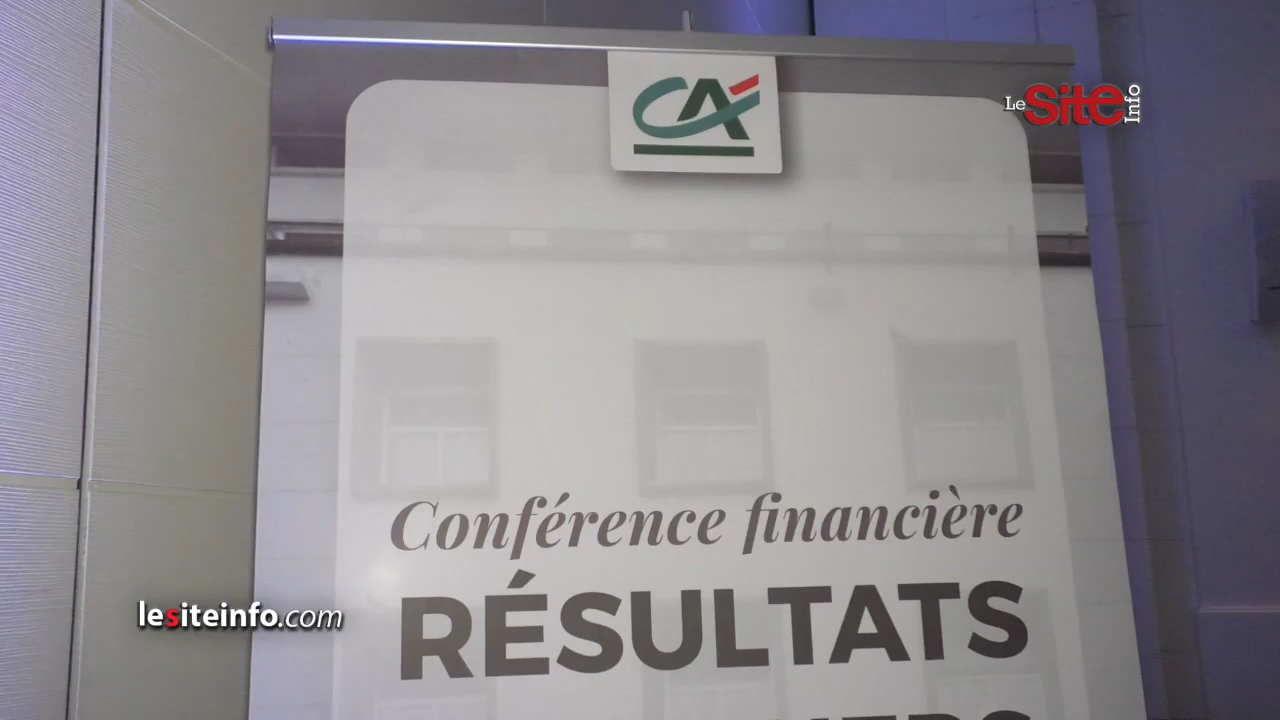 CA
Le Site Info
Conférence financière
RÉSULTATS
lesiteinfo.com